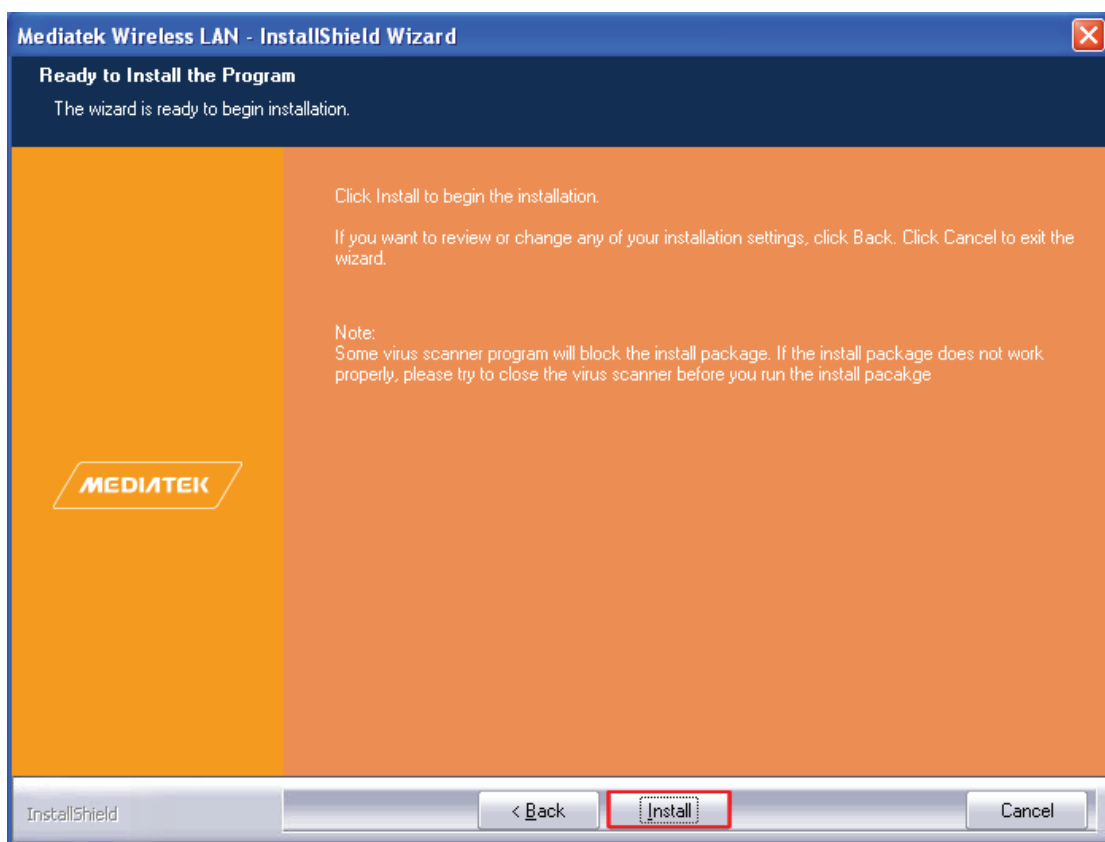 Mediatek Wireless LAN - InstallShield Wizard
Ready to Install the Program
The wizard is ready to begin installation.
Click Install to begin the installation.
If you want to review or change any of your installation settings, click Back. Click Cancel to exit the
wizard.
Note:
Some virus scanner program will block the install package. If the install package does not work
properly, please try to close the virus scanner before you run the install pacakge
MEDIATEK
InstallShield
< Back
Install
Cancel